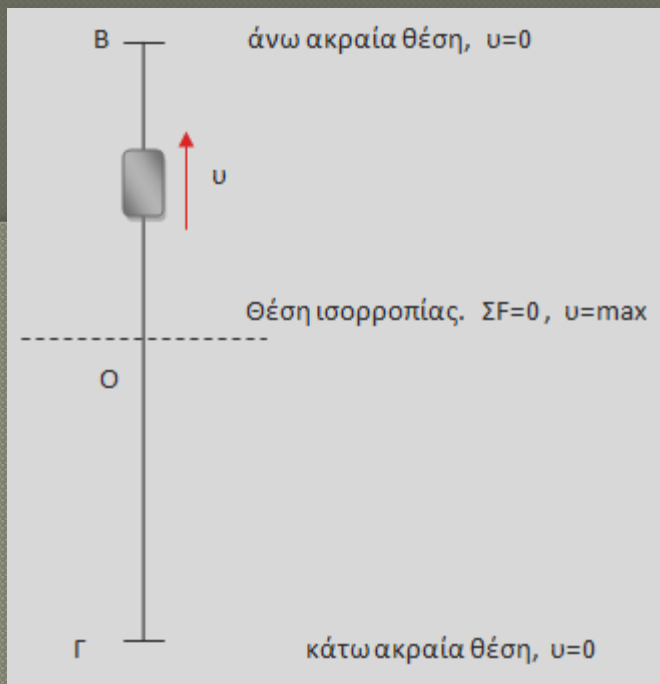 Β άνω ακραία θέση, υ=0
υ
Θέση ισορροπίας. ΣF=0, υ=max
Ο
Γ κάτω ακραία θέση, υ=0